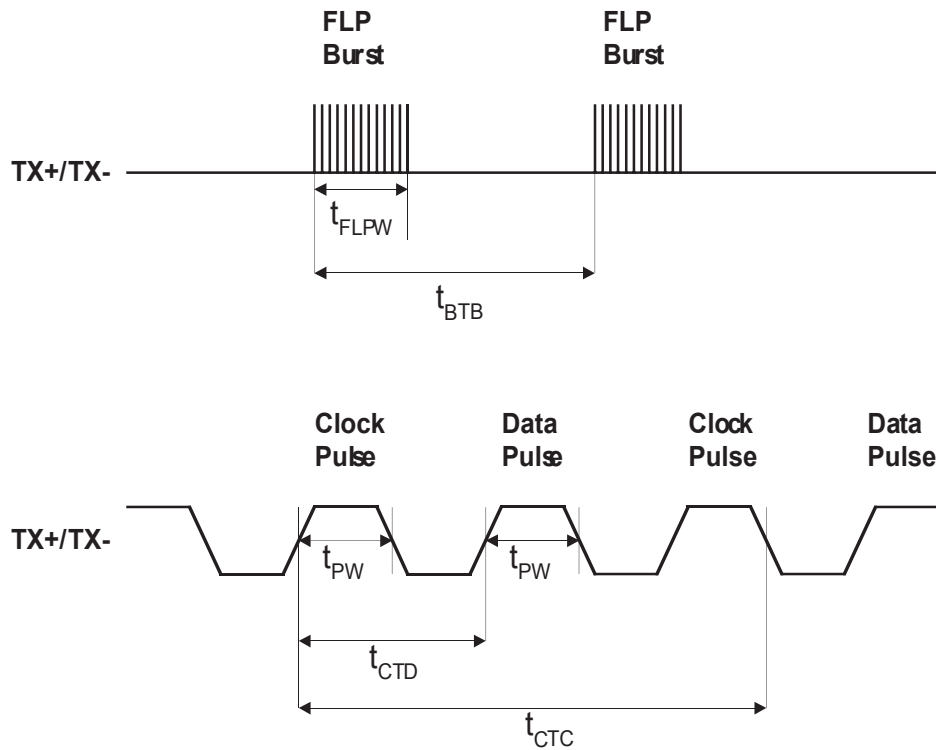 FLP
Burst
FLP
Burst
TX+/TX-
tFLPW
tBTB
Clock
Pulse
Data
Pulse
Clock
Pulse
Data
Pulse
TX+/TX-
tPW
tPW
tCTD
tCTC